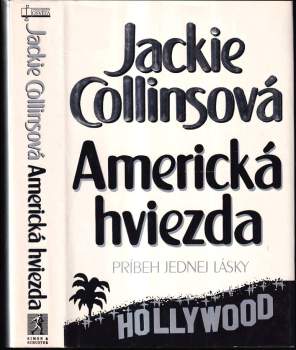 Jackie
Collinsová
Americká
hviezda
PRÍBEH JEDNEJ LÁSKY
HOLLYWOOD
Jackie Collinsová Americká hviezda
SIMON &
SCHUSTER